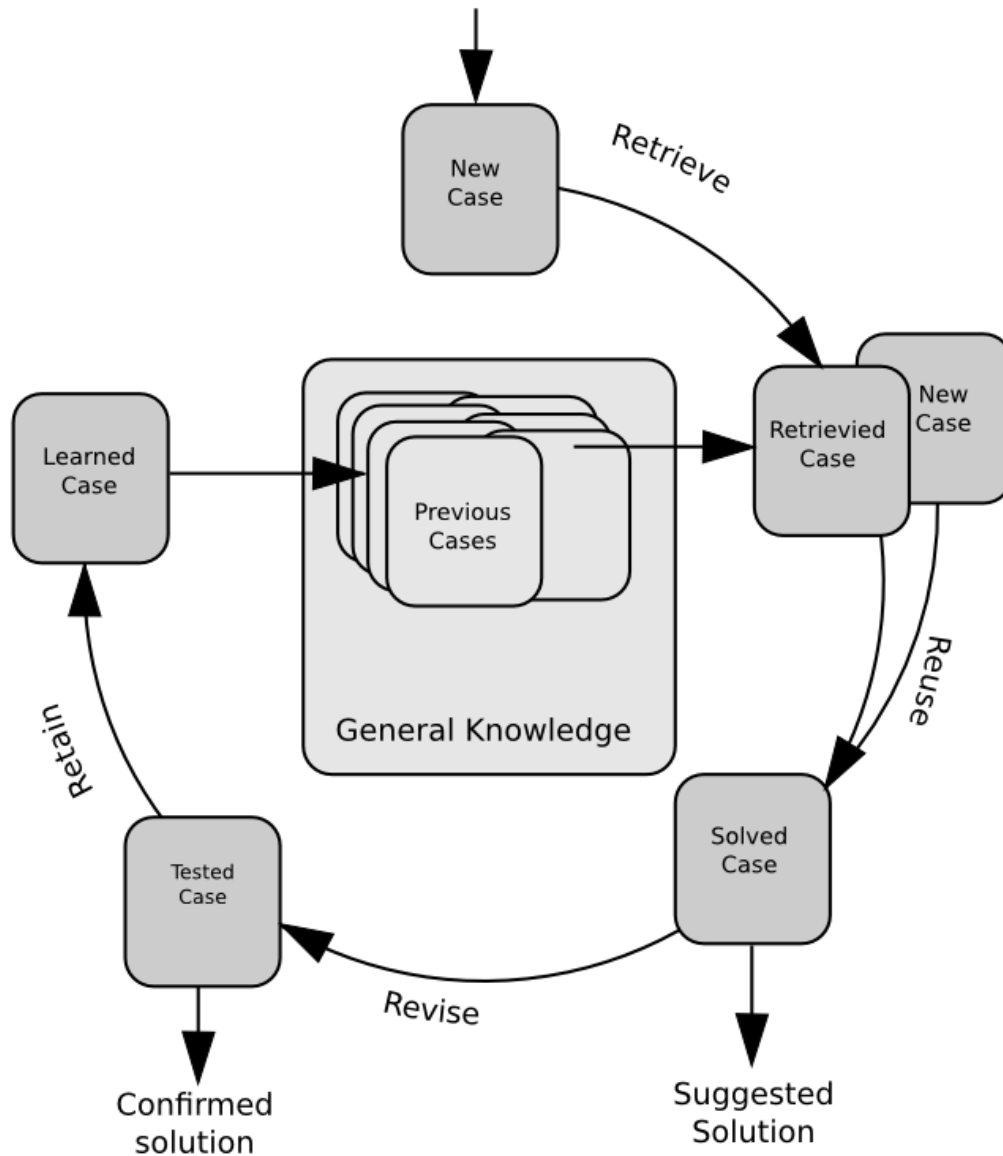 New
Case
Retrieve
Retrievied
Case
New
Case
Learned
Case
Previous
Cases
General Knowledge
Reuse
Retain
Solved
Case
Tested
Case
Revise
Suggested
Solution
Confirmed
solution